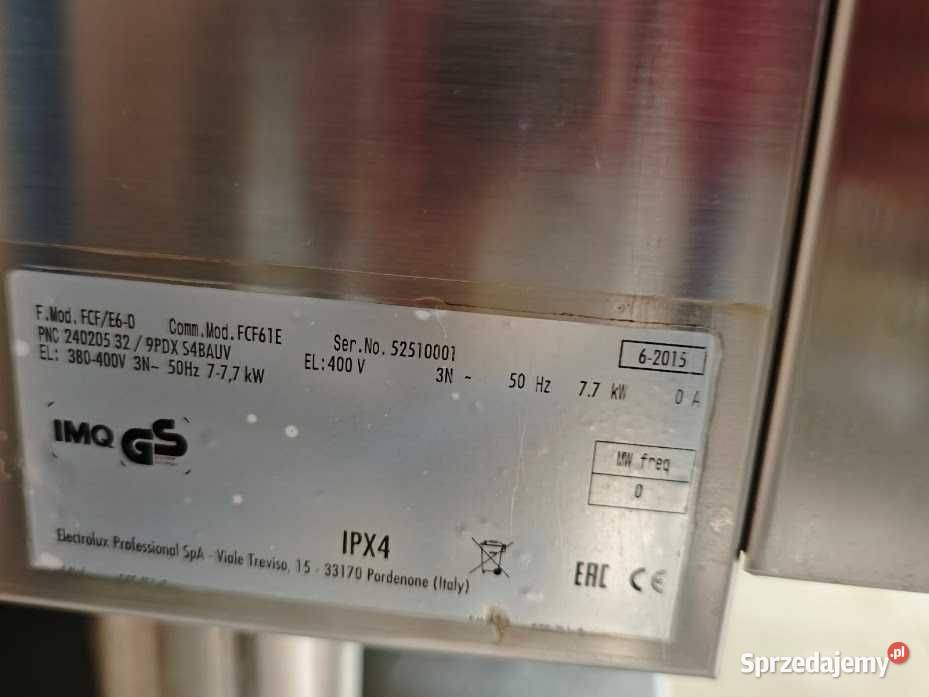 F.Mod. FCF/E6-0 Comm.Mod.FCF61E Ser.No. 52510001 6-2015
PNC 240205 32 / 9PDX S4BAUV
EL: 380-400V 3N~ 50Hz 7-7,7 kW EL:400 V 3N ~ 50 Hz 7.7 kW 0 A
IMQ GS
MW freq
0
IPX4
Electrolux Professional SpA - Viale Treviso, 15 - 33170 Pordenone (Italy)
EAC CE
Sprzedajemy.pl